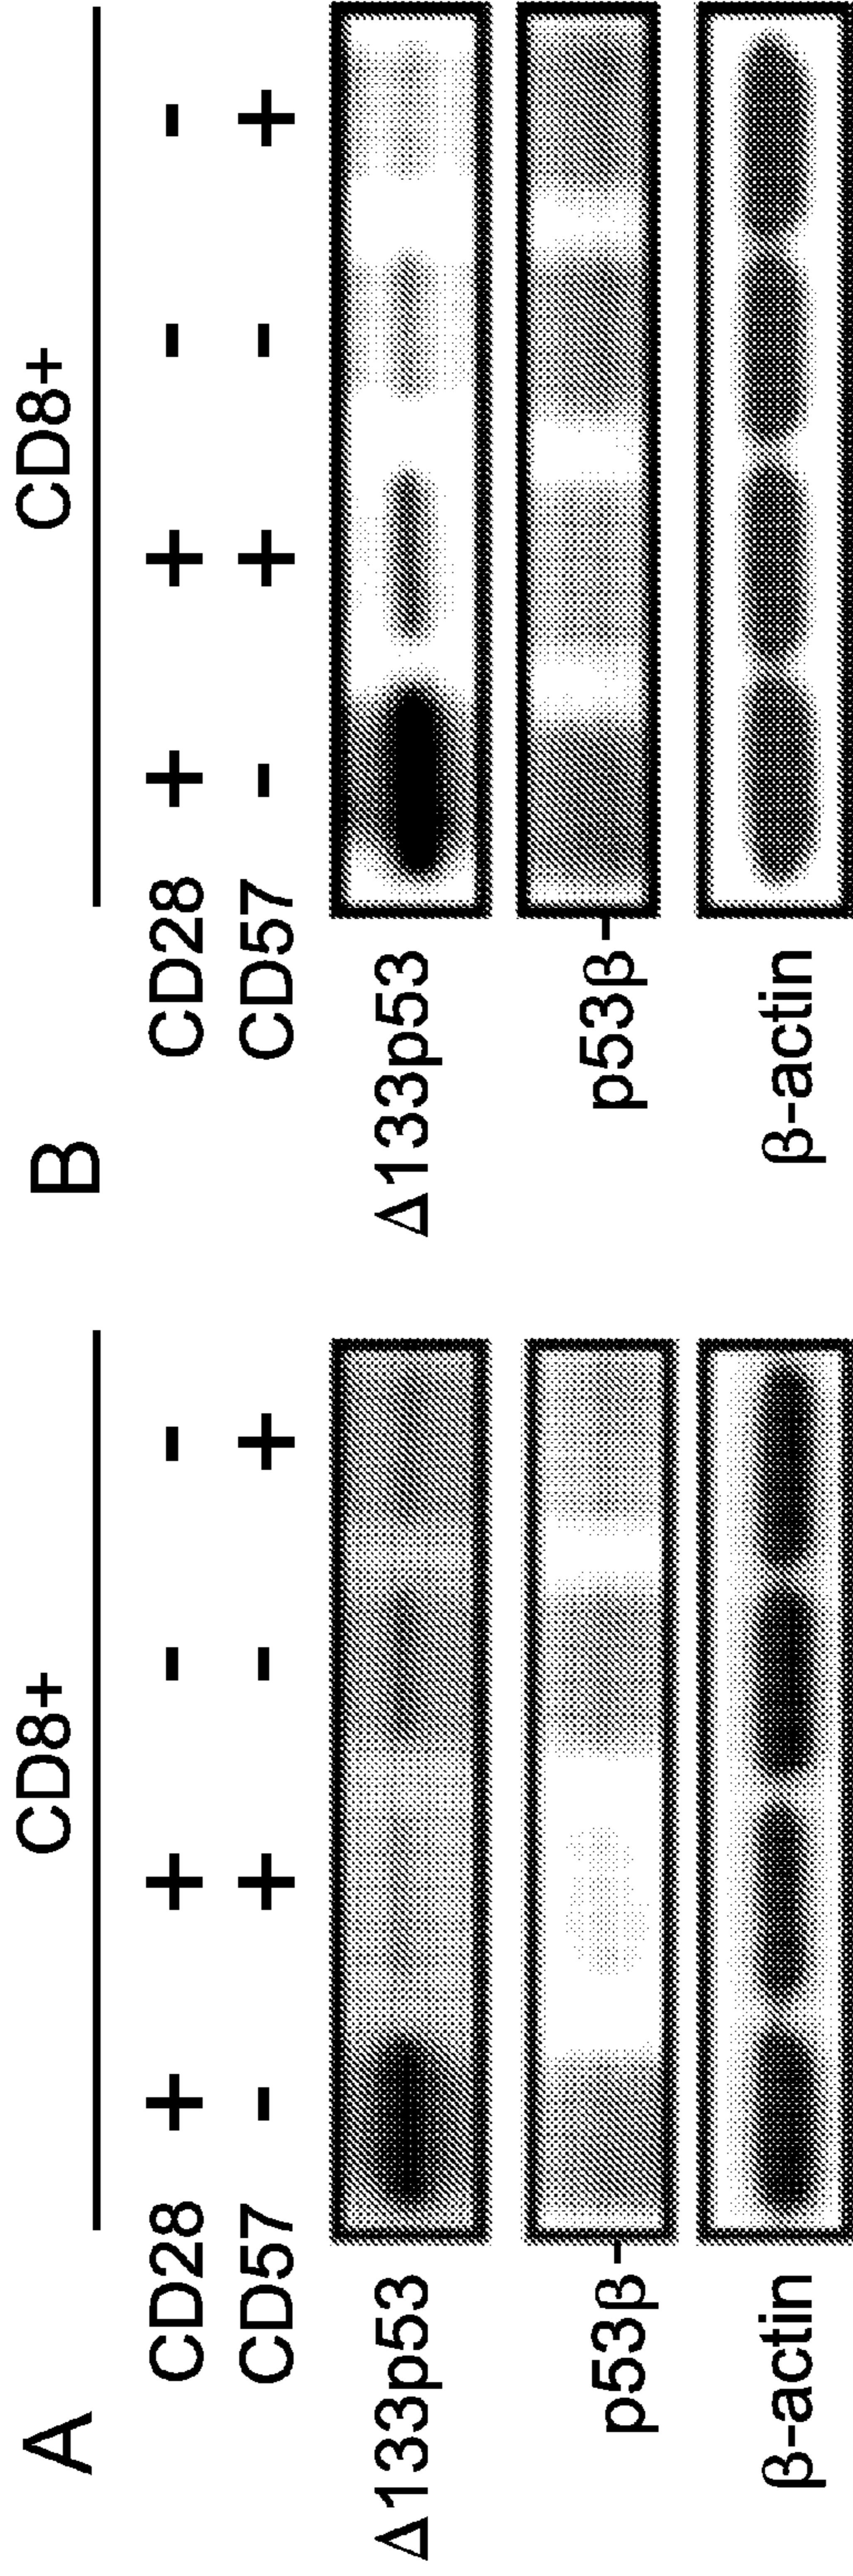 A
CD8+
CD28 + + - -
CD57 - + - +
Δ133p53
p53β-
β-actin
B
CD8+
CD28 + + - -
CD57 - + - +
Δ133p53
p53β-
β-actin